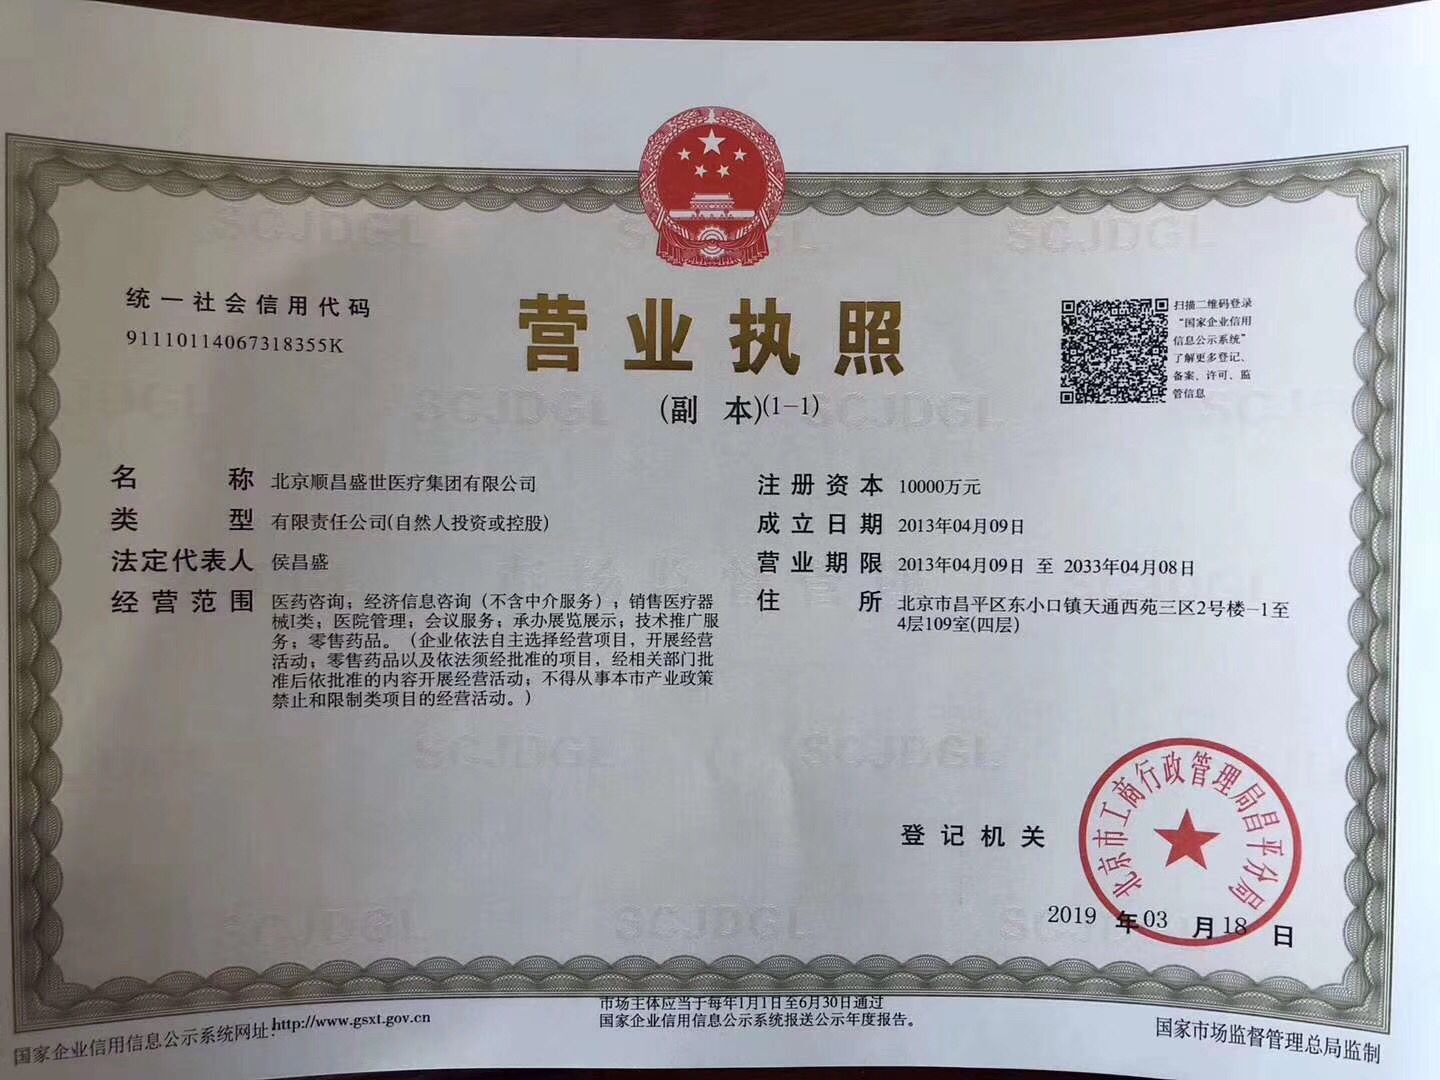 统一社会信用代码
91110114067318355K
营业执照
(副 本)(1-1)
扫描二维码登录
“国家企业信用
信息公示系统”
了解更多登记、
备案、许可、监
管信息
名 称 北京顺昌盛世医疗集团有限公司
类 型 有限责任公司(自然人投资或控股)
法定代表人 侯昌盛
经营范围 医药咨询；经济信息咨询（不含中介服务）；销售医疗器
械I类；医院管理；会议服务；承办展览展示；技术推广服
务；零售药品。（企业依法自主选择经营项目，开展经营
活动；零售药品以及依法须经批准的项目，经相关部门批
准后依批准的内容开展经营活动；不得从事本市产业政策
禁止和限制类项目的经营活动。）
注册资本 10000万元
成立日期 2013年04月09日
营业期限 2013年04月09日 至 2033年04月08日
住 所 北京市昌平区东小口镇天通西苑三区2号楼-1至
4层109室(四层)
登记机关
北京市工商行政管理局昌平分局
2019 年 03 月 18 日
国家企业信用信息公示系统网址:http://www.gsxt.gov.cn
市场主体应当于每年1月1日至6月30日通过
国家企业信用信息公示系统报送公示年度报告。
国家市场监督管理总局监制
SCJDGL
SCJDGL
SCJDGL
SCJDGL
SCJDGL
SCJDGL
SCJDGL
SCJDGL
SCJDGL